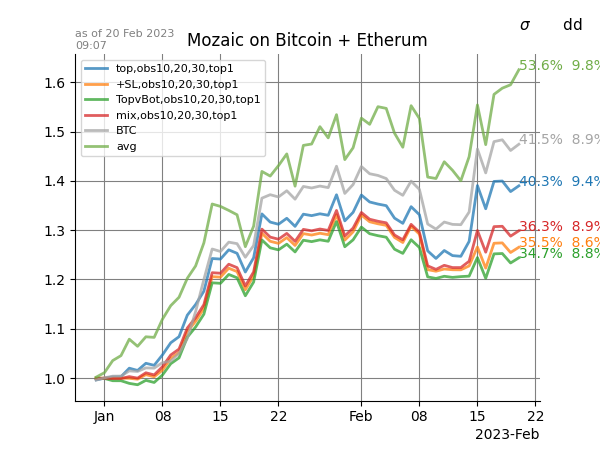 σ dd
as of 20 Feb 2023
09:07
Mozaic on Bitcoin + Etherum
top,obs10,20,30,top1
+SL,obs10,20,30,top1
TopvBot,obs10,20,30,top1
mix,obs10,20,30,top1
BTC
avg
53.6% 9.8%
41.5% 8.9%
40.3% 9.4%
36.3% 8.9%
35.5% 8.6%
34.7% 8.8%
1.6
1.5
1.4
1.3
1.2
1.1
1.0
Jan 08 15 22 Feb 08 15 22
2023-Feb